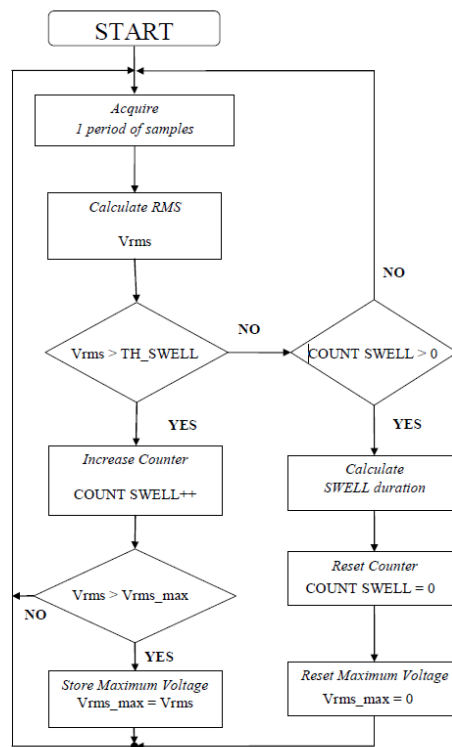 START
Acquire
1 period of samples
Calculate RMS
Vrms
NO
Vrms > TH_SWELL
NO
COUNT SWELL > 0
YES
YES
Increase Counter
COUNT SWELL++
Calculate
SWELL duration
Reset Counter
COUNT SWELL = 0
Vrms > Vrms_max
NO
YES
Store Maximum Voltage
Vrms_max = Vrms
Reset Maximum Voltage
Vrms_max = 0